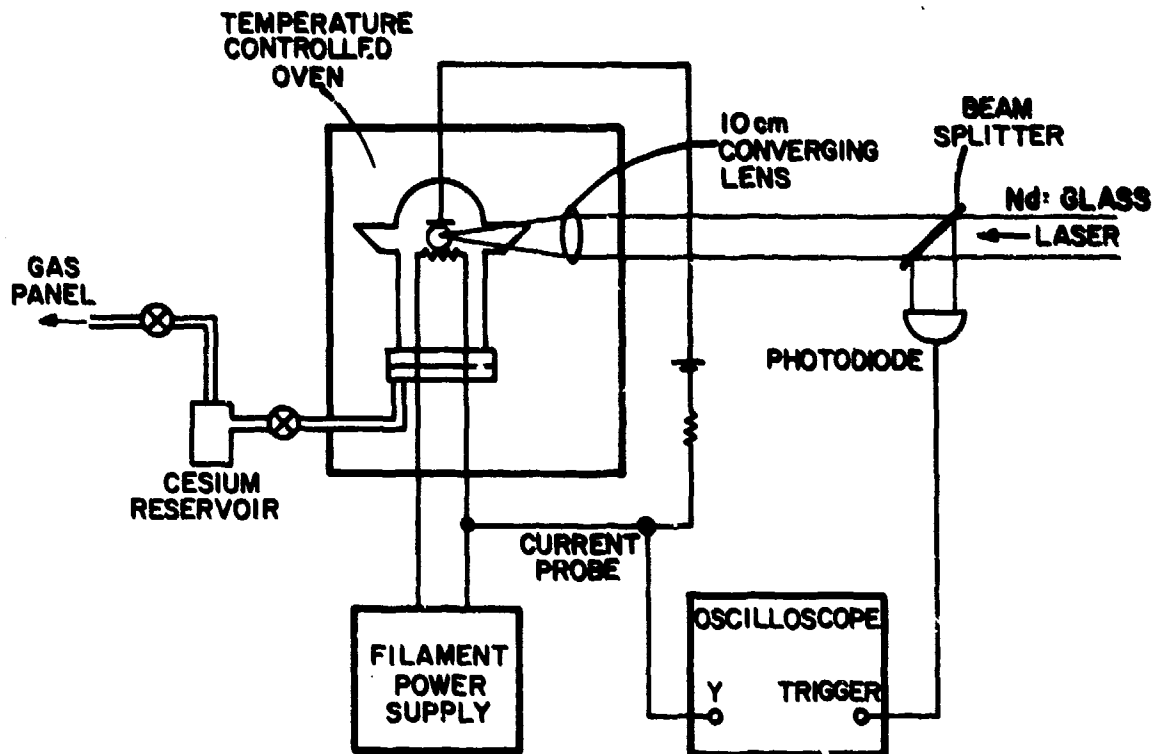 TEMPERATURE
CONTROLLED
OVEN
10 cm
CONVERGING
LENS
BEAM
SPLITTER
Nd: GLASS
LASER
GAS
PANEL
PHOTODIODE
CESIUM
RESERVOIR
CURRENT
PROBE
OSCILLOSCOPE
FILAMENT
POWER
SUPPLY
Y TRIGGER